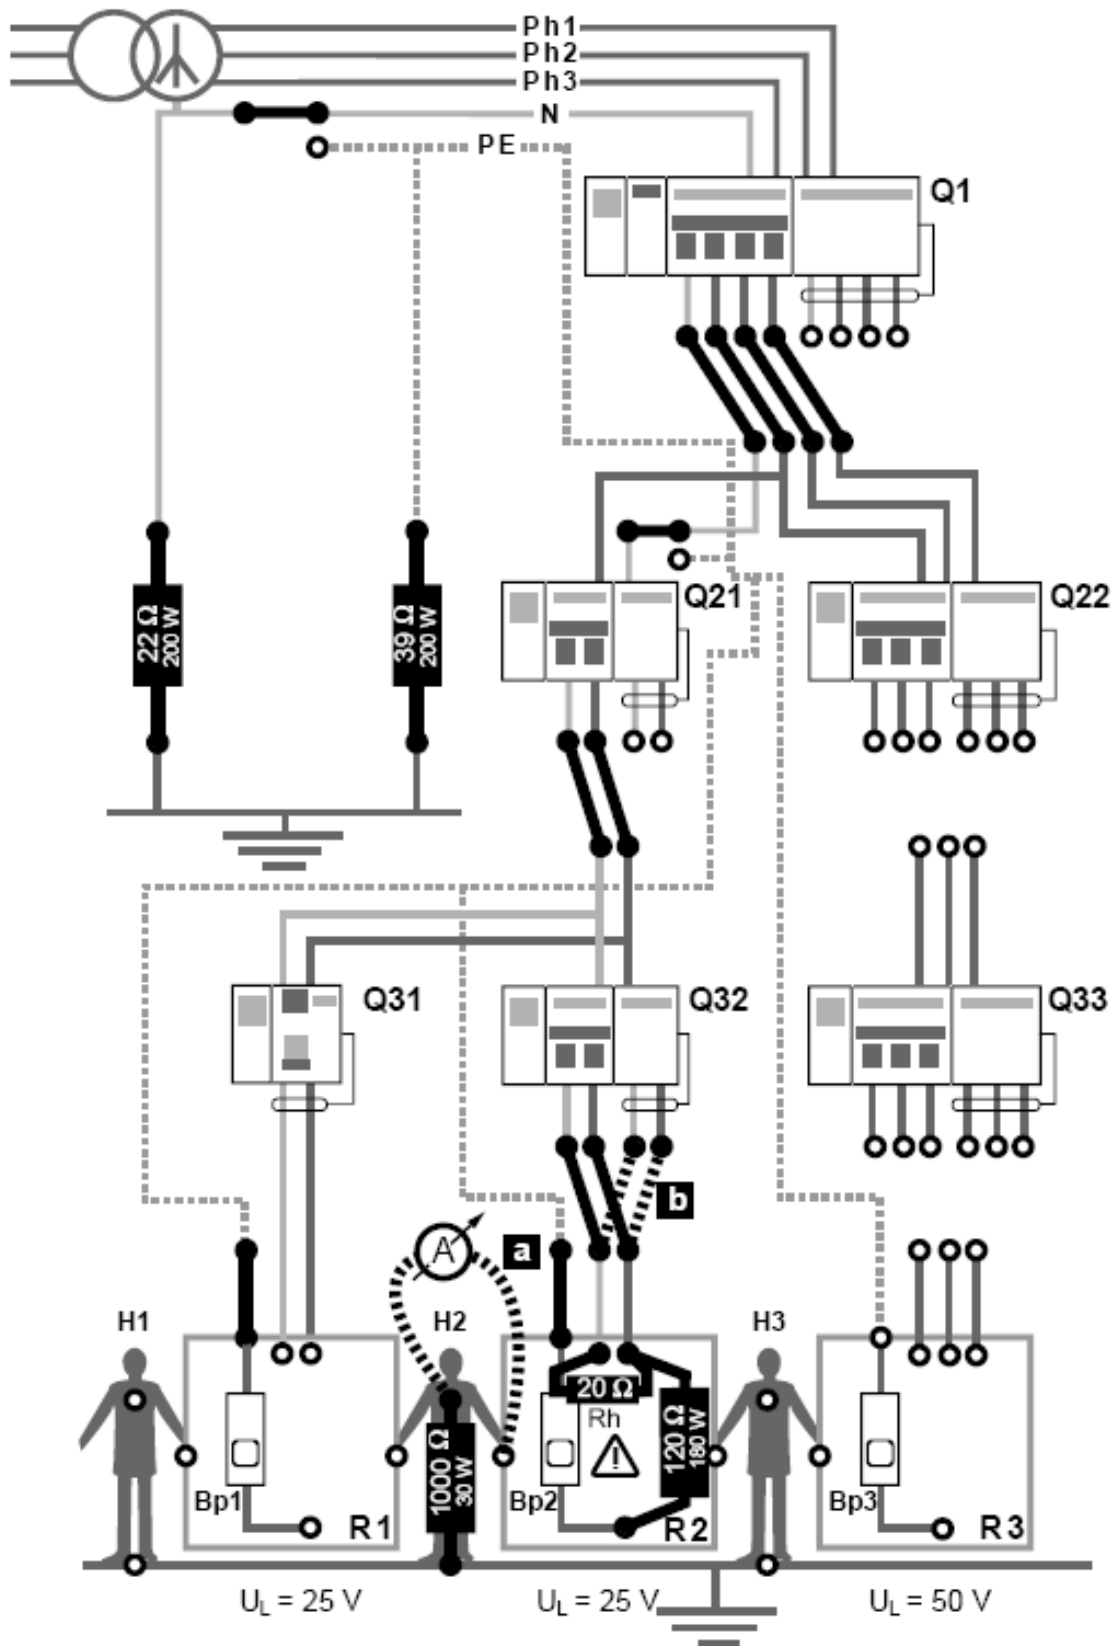 Ph1
Ph2
Ph3
N
PE
Q1
22 Ω
200 W
39 Ω
200 W
Q21
Q22
Q31
Q32
Q33
b
A
a
H1
H2
H3
20 Ω
Rh
120 Ω
180 W
1000 Ω
30 W
Bp1
R1
Bp2
R2
Bp3
R3
UL = 25 V
UL = 25 V
UL = 50 V